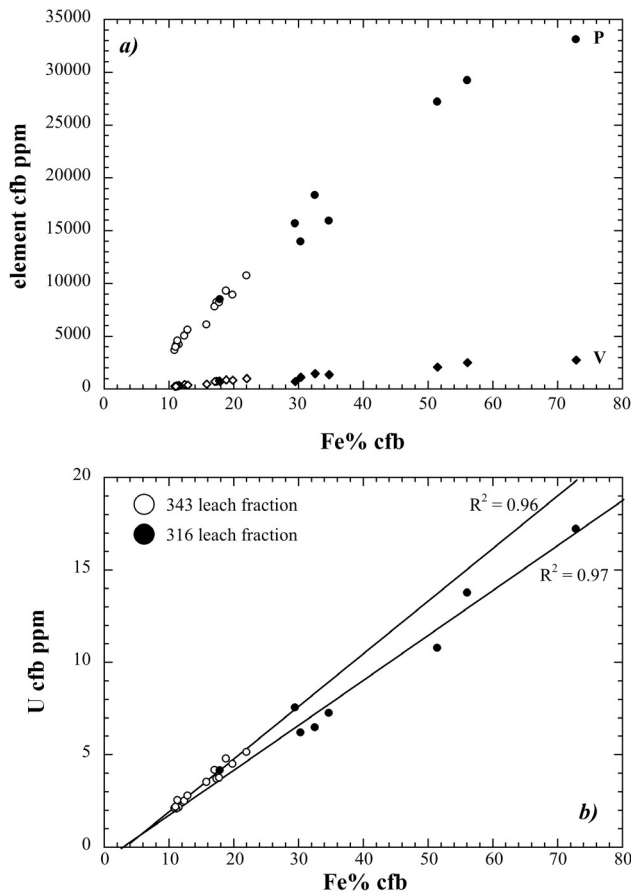 35000
30000
25000
20000
15000
10000
5000
0
element cfb ppm
a)
P
V
0 10 20 30 40 50 60 70 80
Fe% cfb
20
15
10
5
0
U cfb ppm
343 leach fraction
316 leach fraction
R² = 0.96
R² = 0.97
b)
0 10 20 30 40 50 60 70 80
Fe% cfb